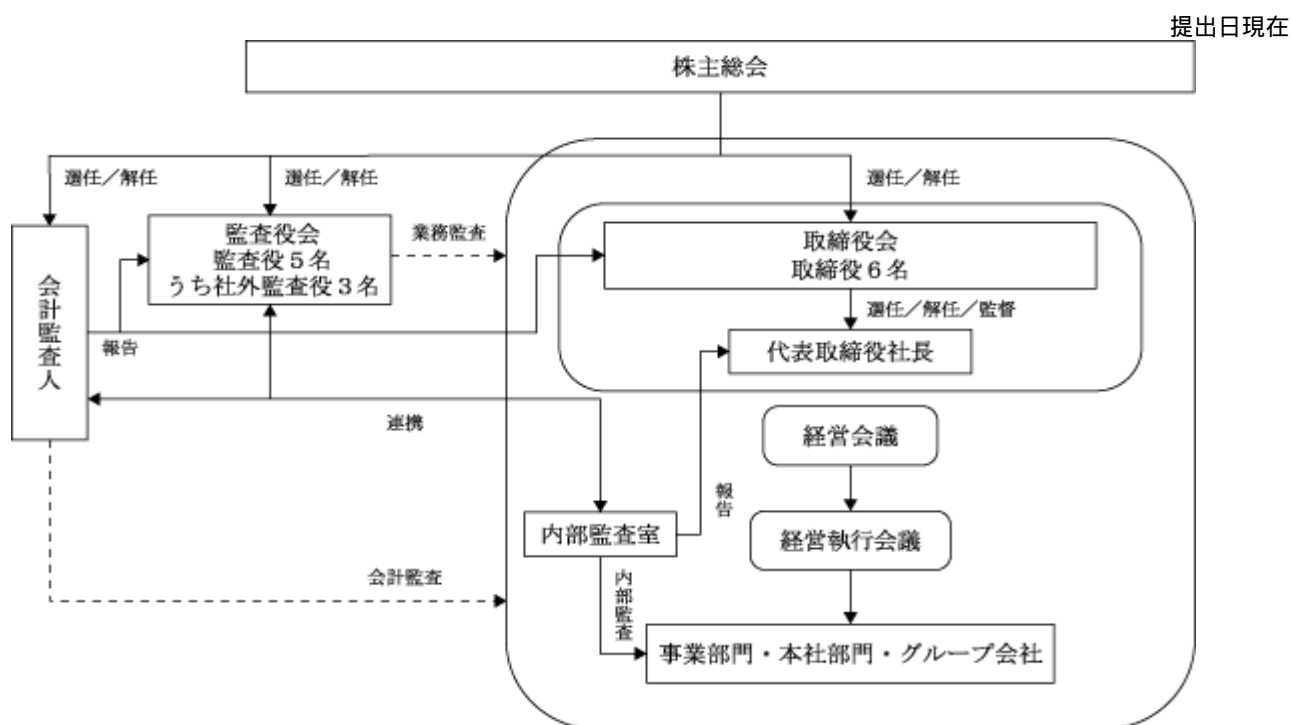 提出日現在
株主総会
選任／解任
選任／解任
選任／解任
監査役会
監査役５名
うち社外監査役３名
業務監査
取締役会
取締役６名
会計監査人
報告
選任／解任／監督
代表取締役社長
連携
経営会議
報告
内部監査室
経営執行会議
会計監査
内部監査
事業部門・本社部門・グループ会社